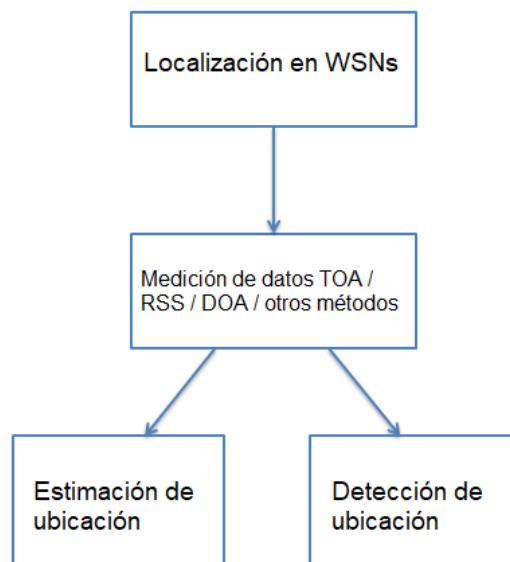 Localización en WSNs
Medición de datos TOA /
RSS / DOA / otros métodos
Estimación de
ubicación
Detección de
ubicación